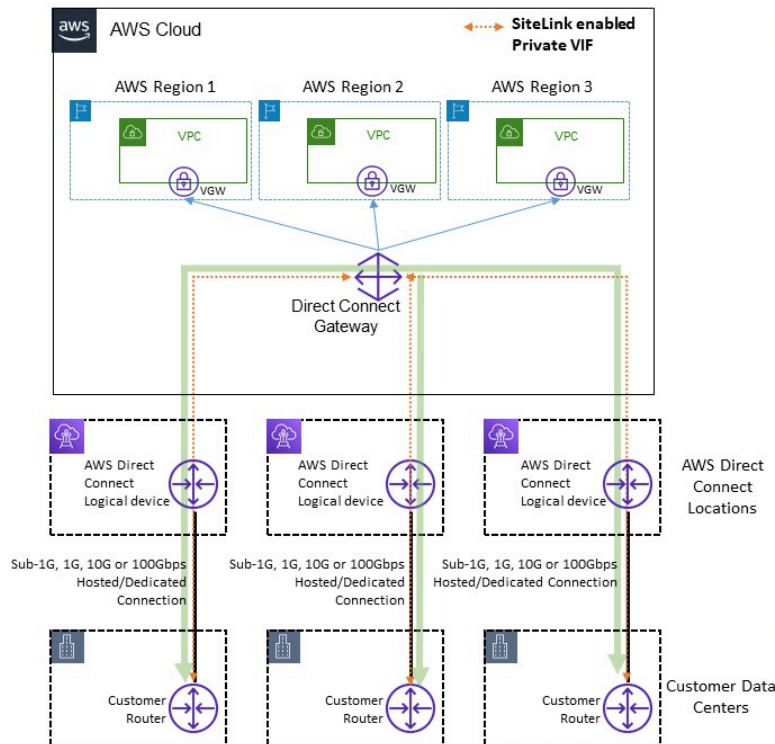 aws
AWS Cloud
SiteLink enabled
Private VIF
AWS Region 1
AWS Region 2
AWS Region 3
VPC
VPC
VPC
VGW
VGW
VGW
Direct Connect
Gateway
AWS Direct
Connect
Logical device
AWS Direct
Connect
Logical device
AWS Direct
Connect
Logical device
AWS Direct
Connect
Locations
Sub-1G, 1G, 10G or 100Gbps
Hosted/Dedicated
Connection
Sub-1G, 1G, 10G or 100Gbps
Hosted/Dedicated
Connection
Sub-1G, 1G, 10G or 100Gbps
Hosted/Dedicated Connection
Customer
Router
Customer
Router
Customer
Router
Customer Data
Centers